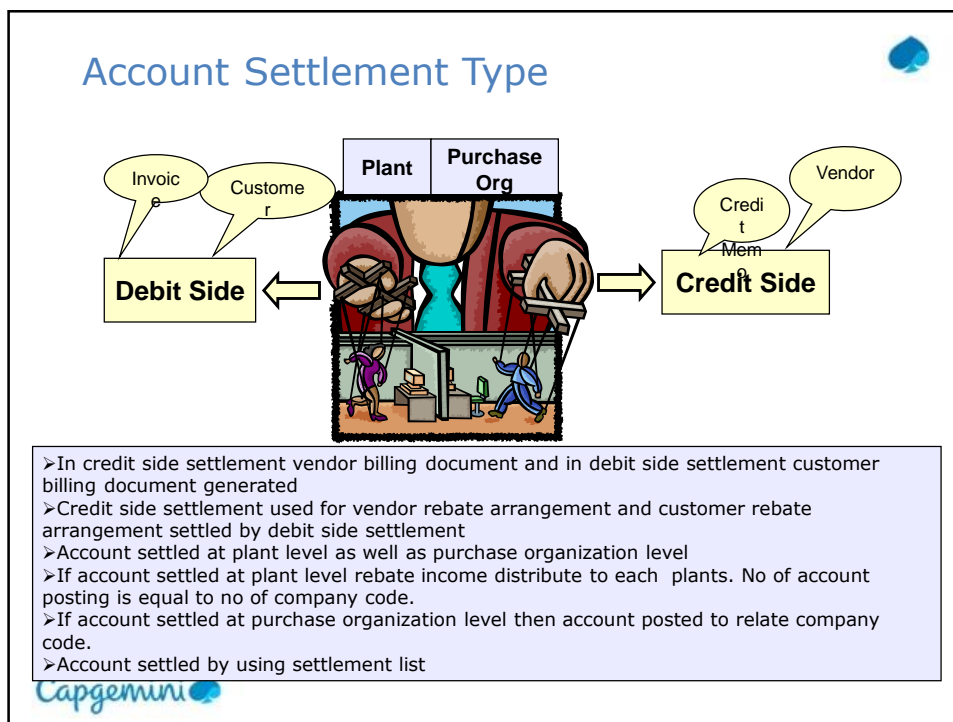 Account Settlement Type
Invoic
e
Custome
r
Plant
Purchase
Org
Vendor
Credi
t
Mem
o
Debit Side
Credit Side
➢In credit side settlement vendor billing document and in debit side settlement customer
billing document generated
➢Credit side settlement used for vendor rebate arrangement and customer rebate
arrangement settled by debit side settlement
➢Account settled at plant level as well as purchase organization level
➢If account settled at plant level rebate income distribute to each  plants. No of account
posting is equal to no of company code.
➢If account settled at purchase organization level then account posted to relate company
code.
➢Account settled by using settlement list
Capgemini